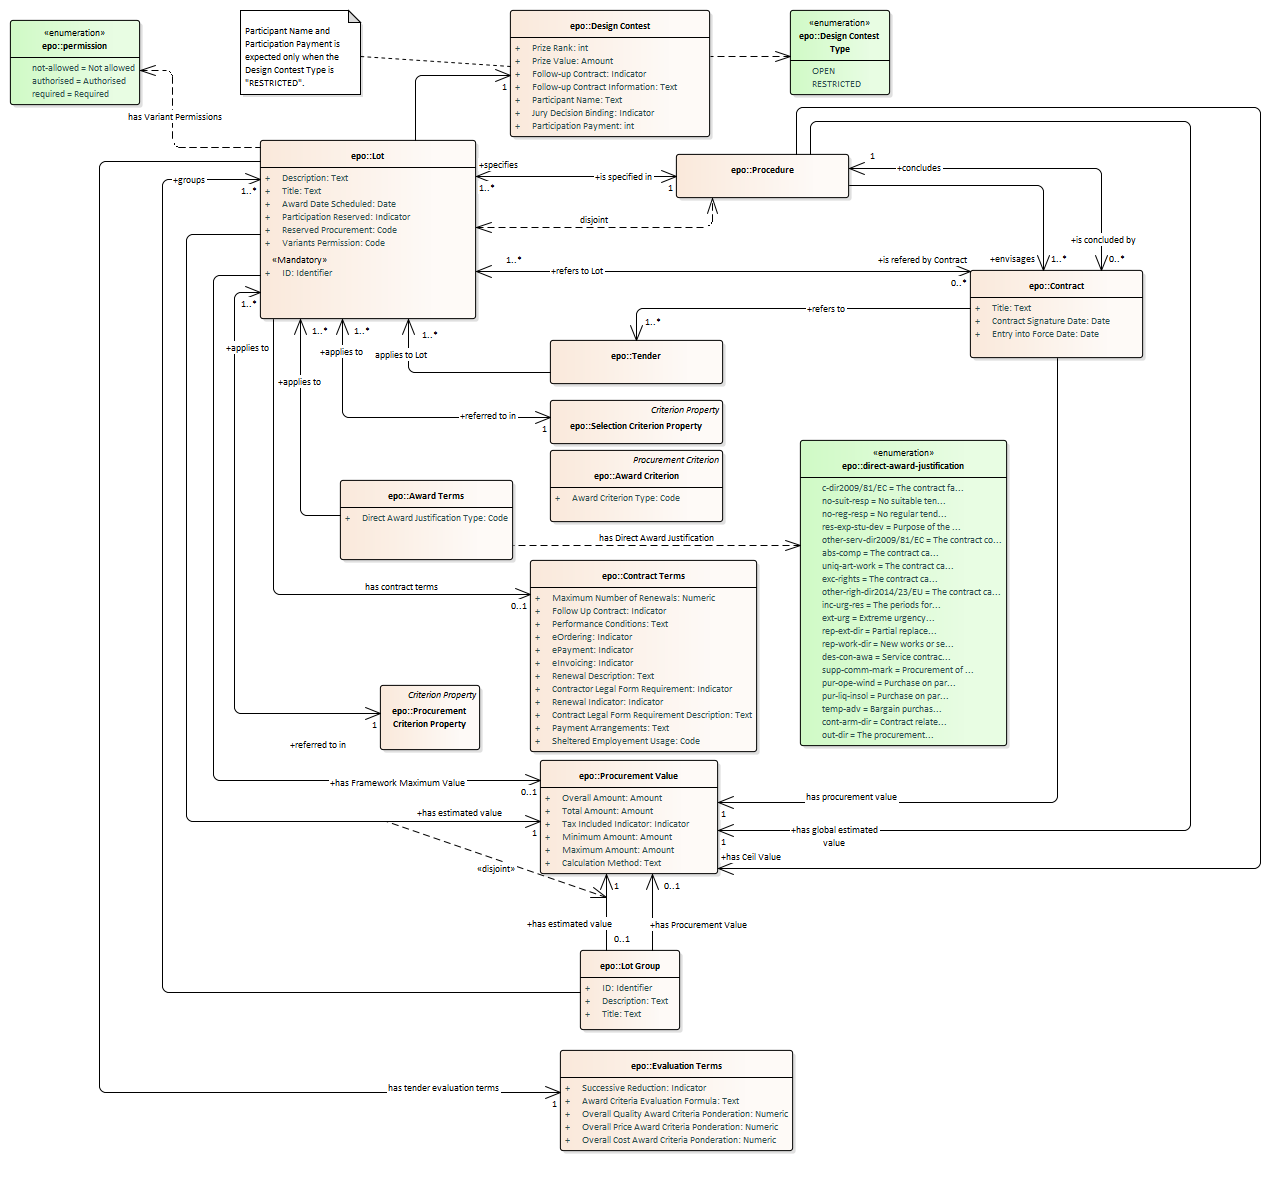 «enumeration»
epo::permission
not-allowed = Not allowed
authorised = Authorised
required = Required
has Variant Permissions
Participant Name and
Participation Payment is
expected only when the
Design Contest Type is
"RESTRICTED".
epo::Design Contest
+ Prize Rank: int
+ Prize Value: Amount
+ Follow-up Contract: Indicator
+ Follow-up Contract Information: Text
+ Participant Name: Text
+ Jury Decision Binding: Indicator
+ Participation Payment: int
1
«enumeration»
epo::Design Contest
Type
OPEN
RESTRICTED
epo::Lot
+ Description: Text
+ Title: Text
+ Award Date Scheduled: Date
+ Participation Reserved: Indicator
+ Reserved Procurement: Code
+ Variants Permission: Code
«Mandatory»
+ ID: Identifier
+groups
1..*
+specifies
1..*
+is specified in
1
epo::Procedure
disjoint
1
+concludes
+is concluded by
0..*
+envisages
1..*
1..*
+refers to Lot
+is refered by Contract
0..*
epo::Contract
+ Title: Text
+ Contract Signature Date: Date
+ Entry into Force Date: Date
+refers to
1..*
epo::Tender
1..*
+applies to
1..*
+applies to
1..*
+applies to
1..*
applies to Lot
+referred to in
1
Criterion Property
epo::Selection Criterion Property
Procurement Criterion
epo::Award Criterion
+ Award Criterion Type: Code
epo::Award Terms
+ Direct Award Justification Type: Code
has Direct Award Justification
«enumeration»
epo::direct-award-justification
c-dir2009/81/EC = The contract fa...
no-suit-resp = No suitable ten...
no-reg-resp = No regular tend...
res-exp-stu-dev = Purpose of the ...
other-serv-dir2009/81/EC = The contract co...
abs-comp = The contract ca...
uniq-art-work = The contract ca...
exc-rights = The contract ca...
other-righ-dir2014/23/EU = The contract ca...
inc-urg-res = The periods for...
ext-urg = Extreme urgency...
rep-ext-dir = Partial replace...
rep-work-dir = New works or se...
des-con-awa = Service contrac...
supp-comm-mark = Procurement of ...
pur-ope-wind = Purchase on par...
pur-liq-insol = Purchase on par...
temp-adv = Bargain purchas...
cont-arm-dir = Contract relate...
out-dir = The procurement...
has contract terms
0..1
epo::Contract Terms
+ Maximum Number of Renewals: Numeric
+ Follow Up Contract: Indicator
+ Performance Conditions: Text
+ eOrdering: Indicator
+ ePayment: Indicator
+ eInvoicing: Indicator
+ Renewal Description: Text
+ Contractor Legal Form Requirement: Indicator
+ Renewal Indicator: Indicator
+ Contract Legal Form Requirement Description: Text
+ Payment Arrangements: Text
+ Sheltered Employement Usage: Code
Criterion Property
epo::Procurement
Criterion Property
1
+referred to in
+has Framework Maximum Value
0..1
+has estimated value
1
epo::Procurement Value
+ Overall Amount: Amount
+ Total Amount: Amount
+ Tax Included Indicator: Indicator
+ Minimum Amount: Amount
+ Maximum Amount: Amount
+ Calculation Method: Text
has procurement value
1
+has global estimated
value
1
+has Ceil Value
«disjoint»
1
0..1
+has estimated value
+has Procurement Value
0..1
epo::Lot Group
+ ID: Identifier
+ Description: Text
+ Title: Text
has tender evaluation terms
1
epo::Evaluation Terms
+ Successive Reduction: Indicator
+ Award Criteria Evaluation Formula: Text
+ Overall Quality Award Criteria Ponderation: Numeric
+ Overall Price Award Criteria Ponderation: Numeric
+ Overall Cost Award Criteria Ponderation: Numeric